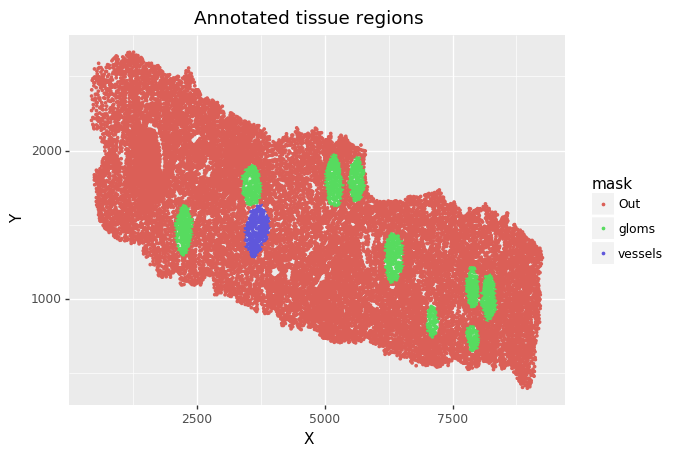 Annotated tissue regions
Y
2000
1000
2500 5000 7500
X
mask
Out
gloms
vessels